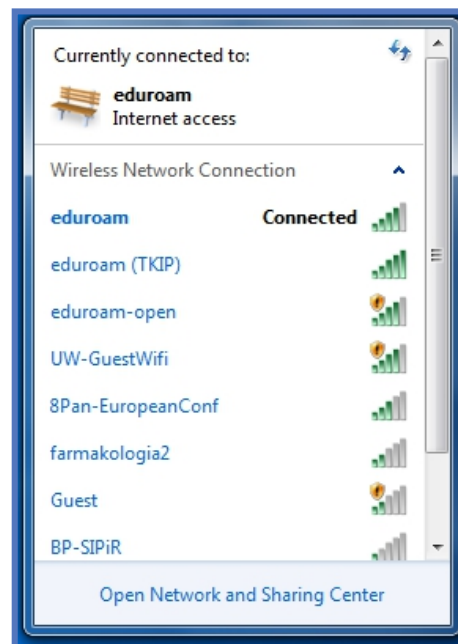 Currently connected to:
eduroam
Internet access
Wireless Network Connection
eduroam Connected
eduroam (TKIP)
eduroam-open
UW-GuestWifi
8Pan-EuropeanConf
farmakologia2
Guest
BP-SIPiR
Open Network and Sharing Center